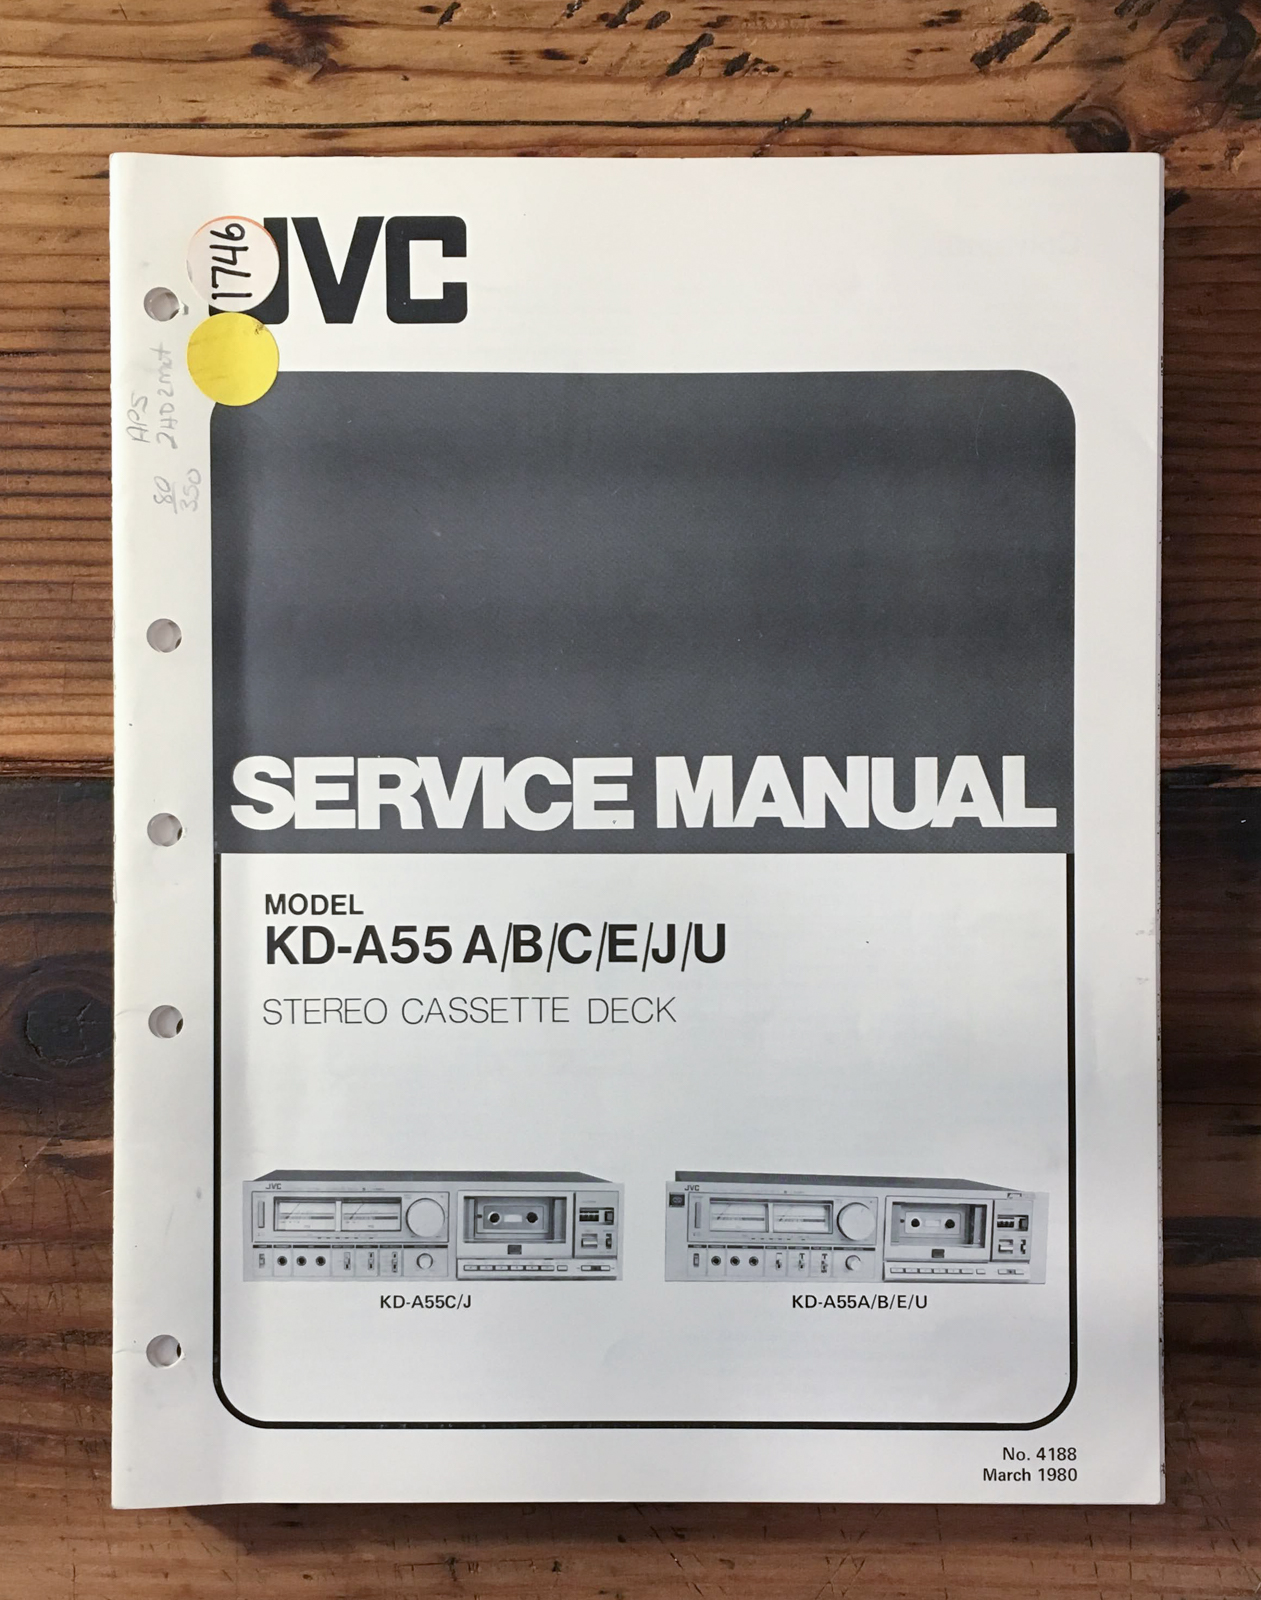 JVC
1746
APS
80
350
SERVICE MANUAL
MODEL
KD-A55 A/B/C/E/J/U
STEREO CASSETTE DECK
JVC
JVC
KD-A55C/J
KD-A55A/B/E/U
No. 4188
March 1980